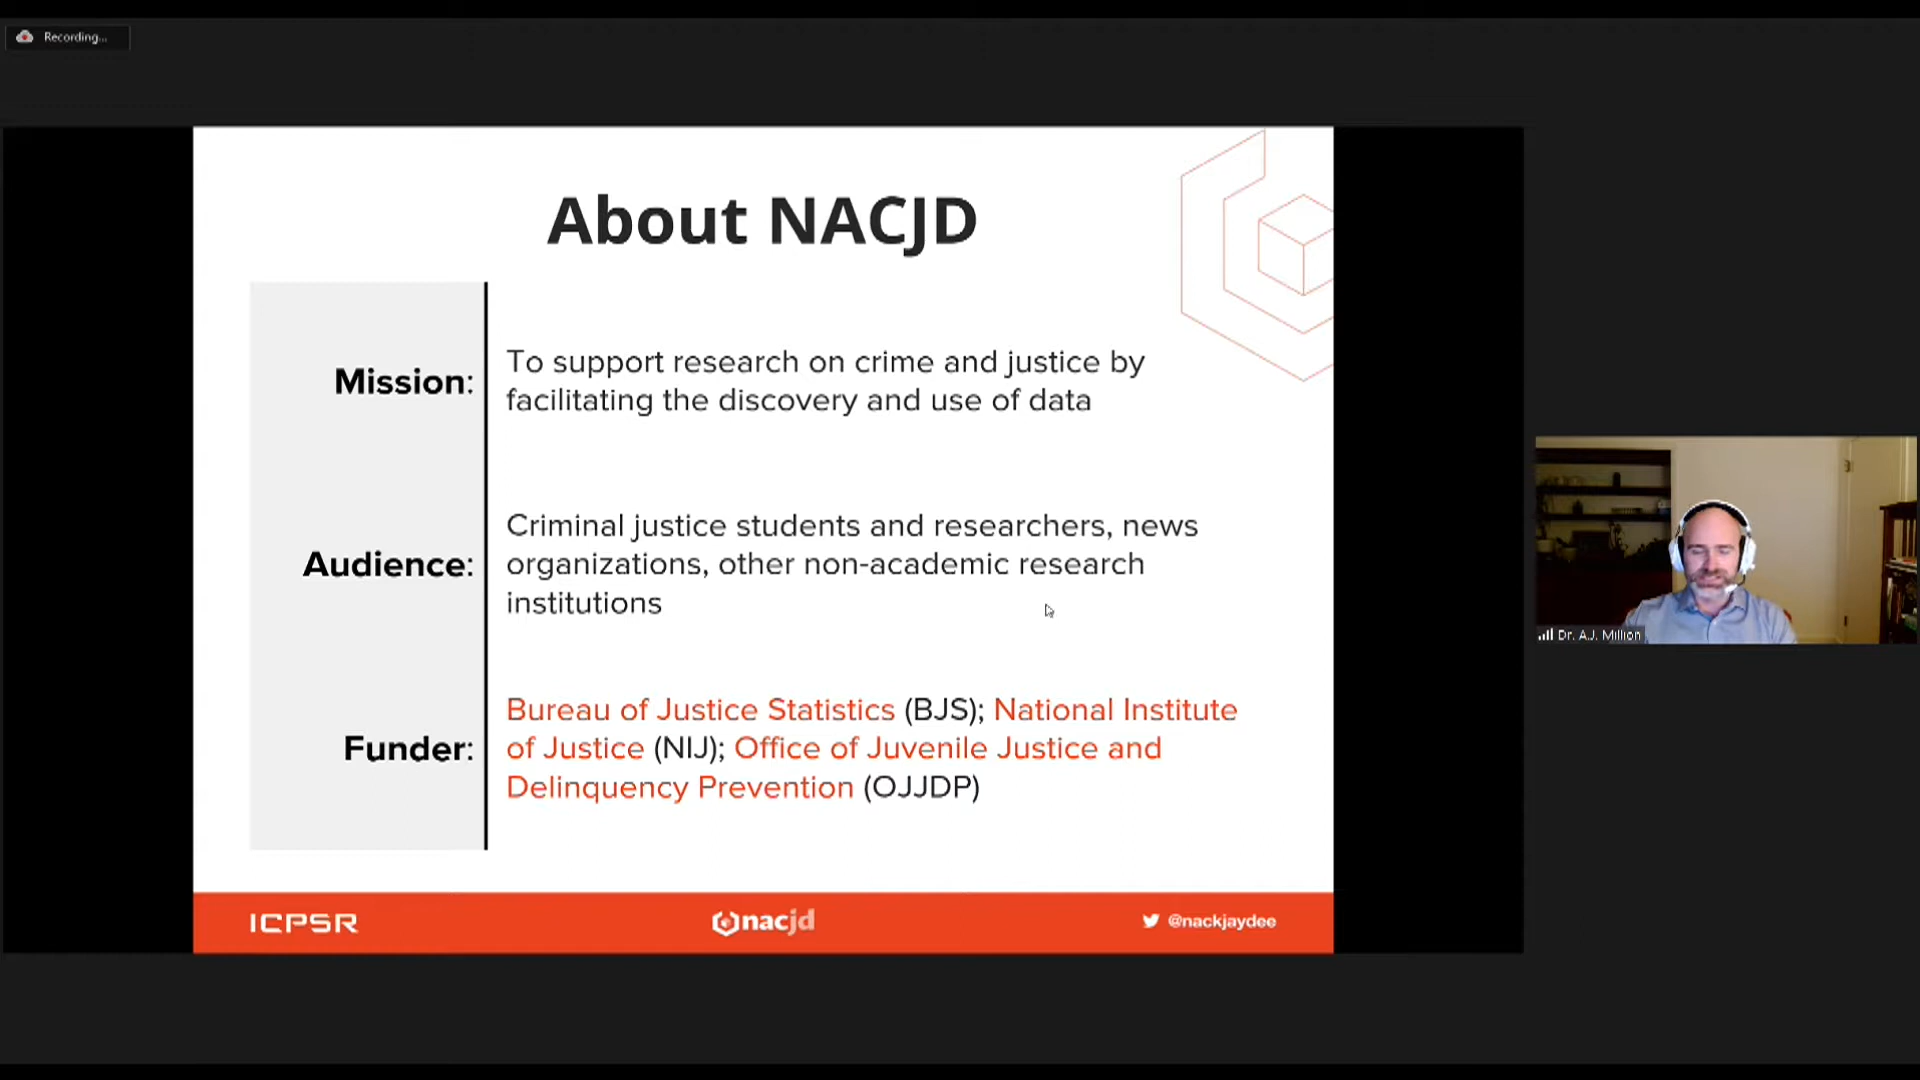 Recording...
About NACJD
Mission:
To support research on crime and justice by
facilitating the discovery and use of data
Audience:
Criminal justice students and researchers, news
organizations, other non-academic research
institutions
Funder:
Bureau of Justice Statistics (BJS); National Institute
of Justice (NIJ); Office of Juvenile Justice and
Delinquency Prevention (OJJDP)
ICPSR
nacjd
@nackjaydee
Dr. A.J. Million